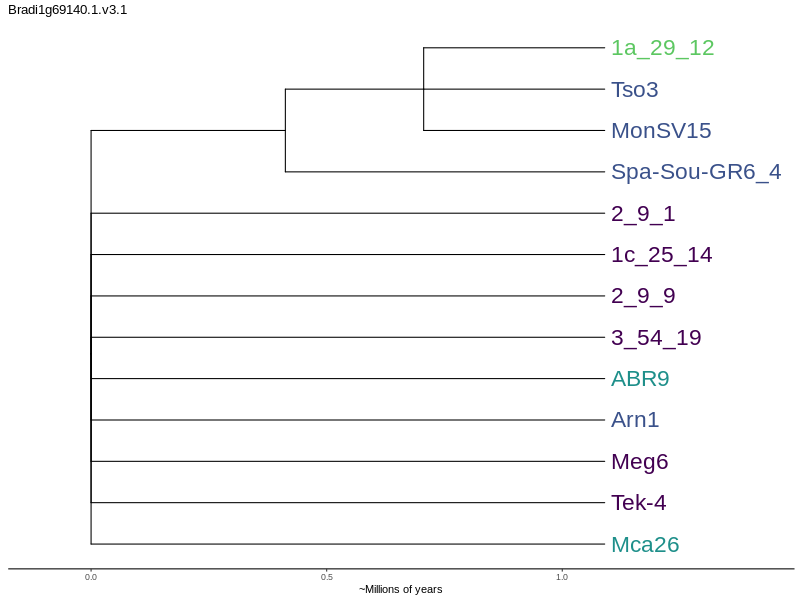 Bradi1g69140.1.v3.1
1a_29_12
Tso3
MonSV15
Spa-Sou-GR6_4
2_9_1
1c_25_14
2_9_9
3_54_19
ABR9
Arn1
Meg6
Tek-4
Mca26
0.0 0.5 1.0
~Millions of years